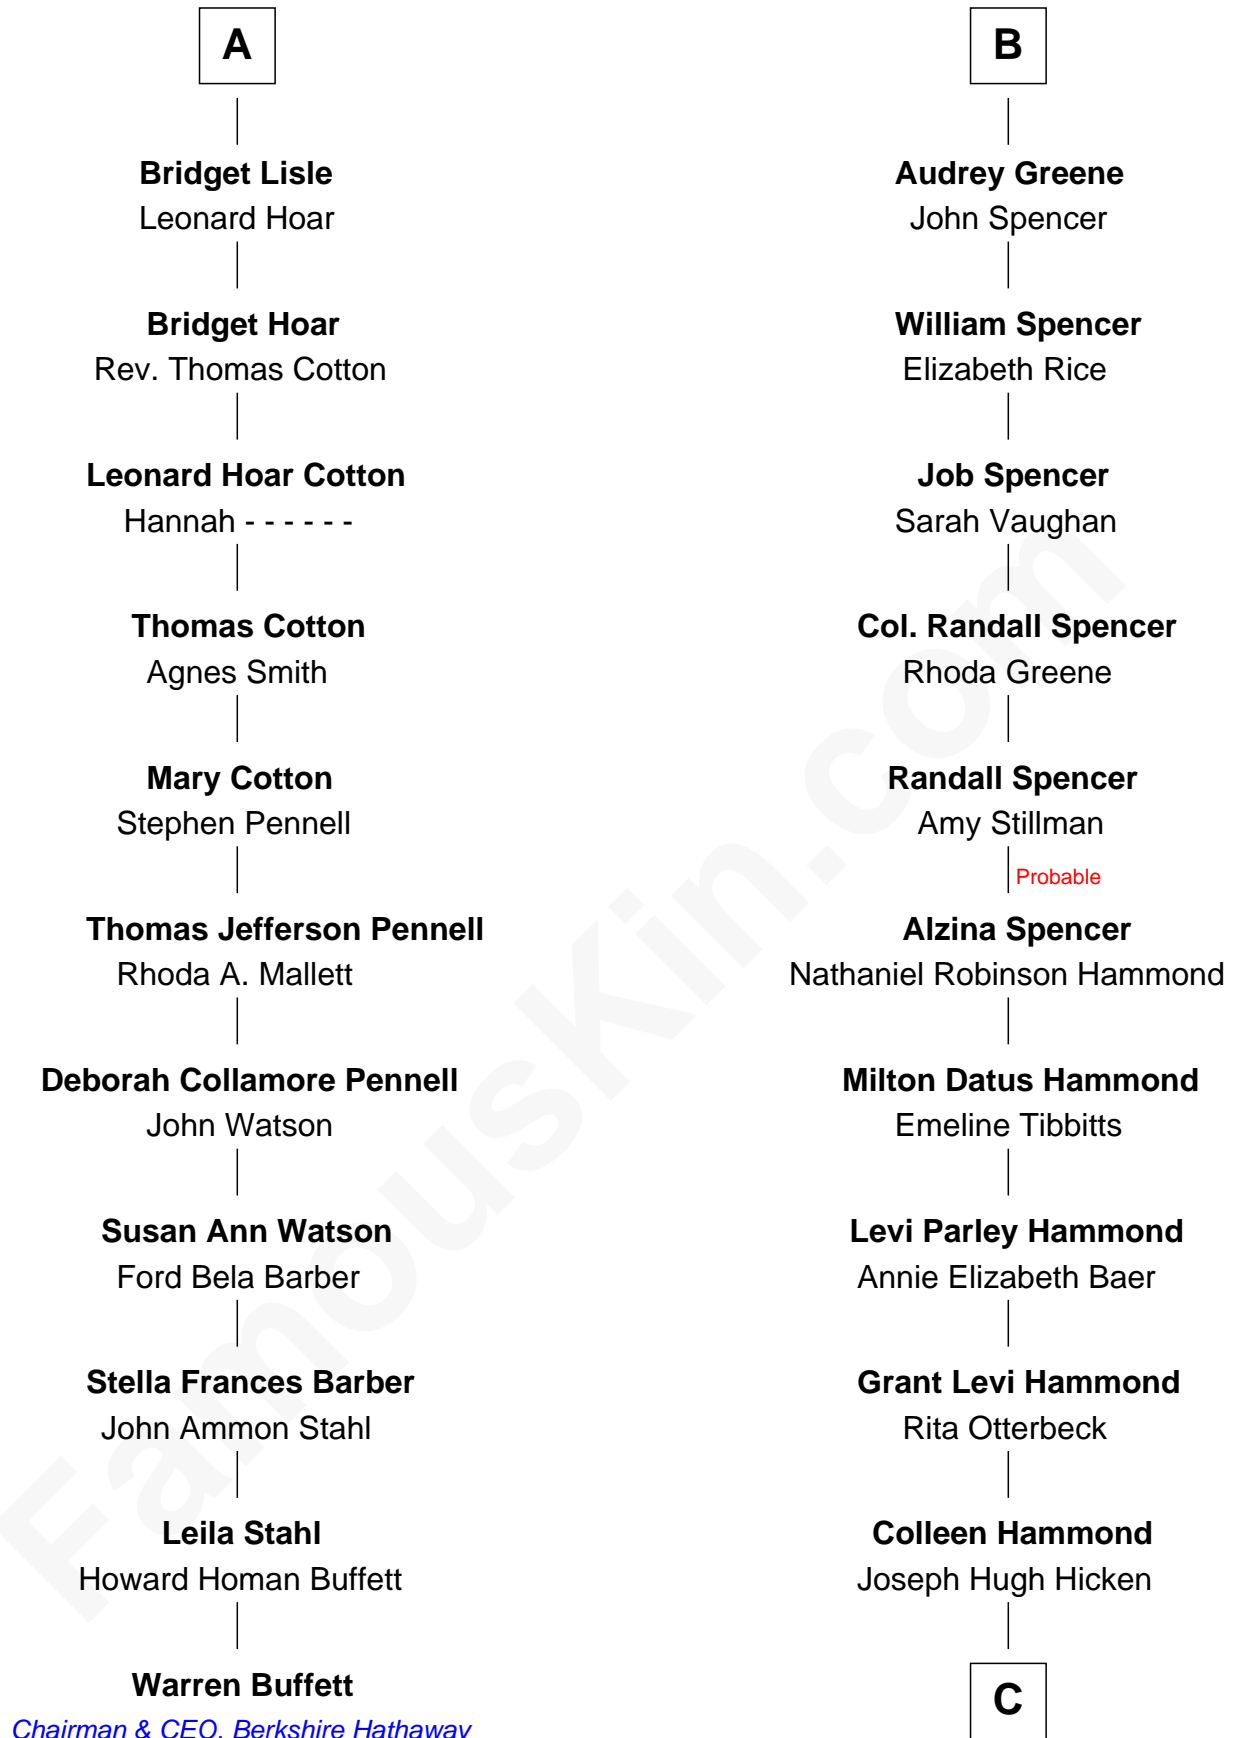 A
Bridget Lisle
Leonard Hoar
Bridget Hoar
Rev. Thomas Cotton
Leonard Hoar Cotton
Hannah - - - - - -
Thomas Cotton
Agnes Smith
Mary Cotton
Stephen Pennell
Thomas Jefferson Pennell
Rhoda A. Mallett
Deborah Collamore Pennell
John Watson
Susan Ann Watson
Ford Bela Barber
Stella Frances Barber
John Ammon Stahl
Leila Stahl
Howard Homan Buffett
Warren Buffett
Chairman & CEO, Berkshire Hathaway
B
Audrey Greene
John Spencer
William Spencer
Elizabeth Rice
Job Spencer
Sarah Vaughan
Col. Randall Spencer
Rhoda Greene
Randall Spencer
Amy Stillman
Probable
Alzina Spencer
Nathaniel Robinson Hammond
Milton Datus Hammond
Emeline Tibbitts
Levi Parley Hammond
Annie Elizabeth Baer
Grant Levi Hammond
Rita Otterbeck
Colleen Hammond
Joseph Hugh Hicken
C
FamousKin.com